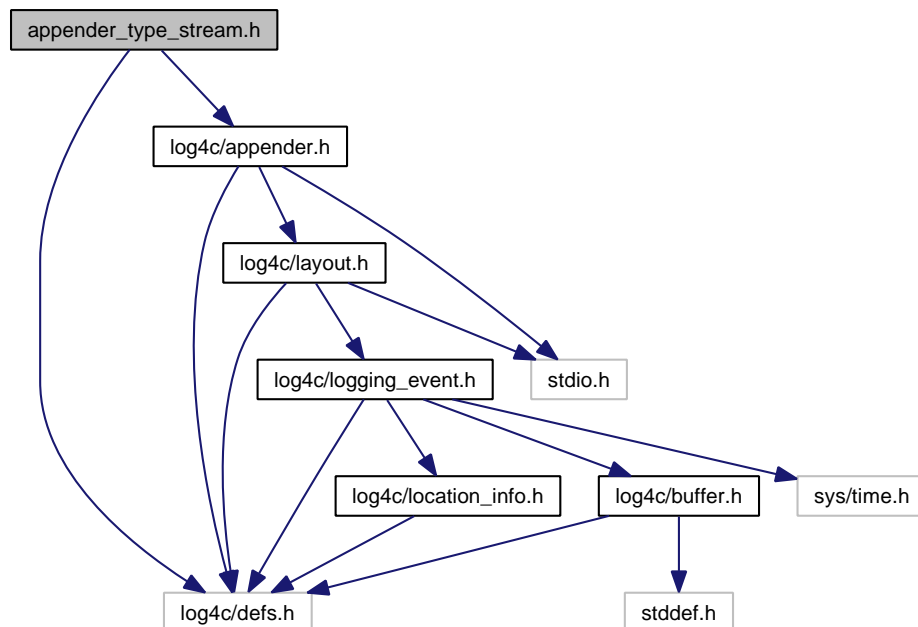 appender_type_stream.h
log4c/appender.h
log4c/layout.h
log4c/logging_event.h
stdio.h
log4c/location_info.h
log4c/buffer.h
sys/time.h
log4c/defs.h
stddef.h